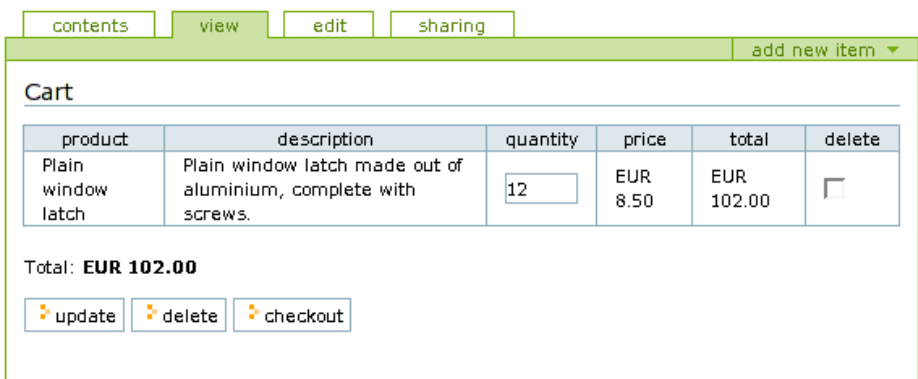 contents view edit sharing
add new item
Cart
product description quantity price total delete
Plain Plain window latch made out of
window aluminium, complete with 12 EUR EUR
latch screws. 8.50 102.00
Total: EUR 102.00
update delete checkout